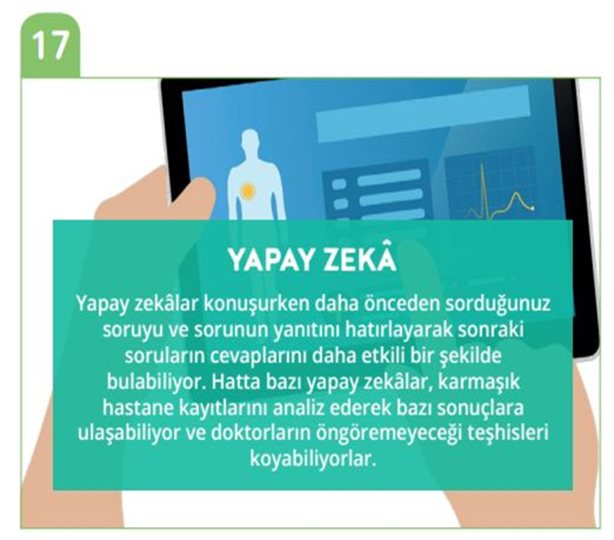 17
YAPAY ZEKÂ
Yapay zekâlar konuşurken daha önceden sorduğunuz
soruyu ve sorunun yanıtını hatırlayarak sonraki
soruların cevaplarını daha etkili bir şekilde
bulabiliyor. Hatta bazı yapay zekâlar, karmaşık
hastane kayıtlarını analiz ederek bazı sonuçlara
ulaşabiliyor ve doktorların öngöremeyeceği teşhisleri
koyabiliyorlar.